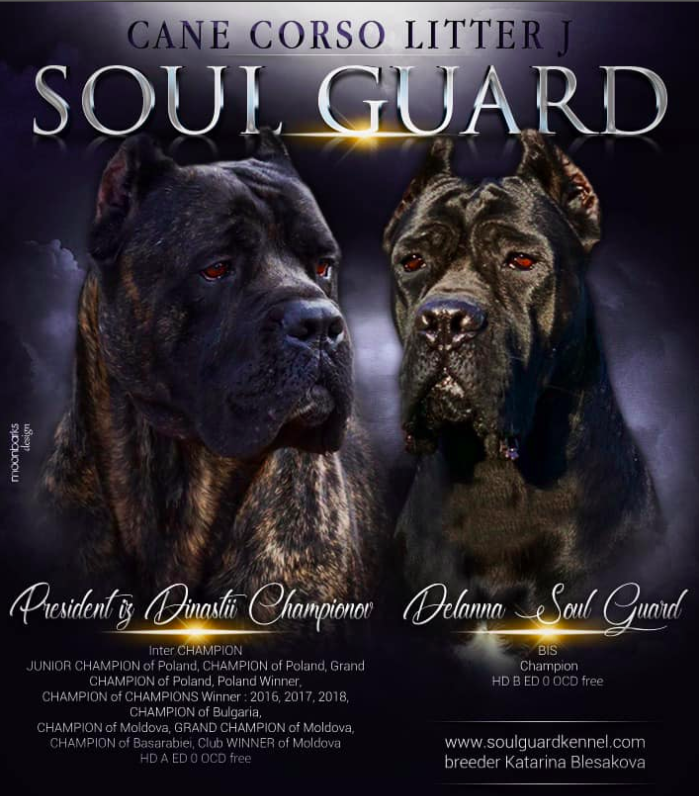 CANE CORSO LITTER J
SOUL GUARD
moonbarks
design
President iz Dinastii Championov
Inter CHAMPION
JUNIOR CHAMPION of Poland, CHAMPION of Poland, Grand
CHAMPION of Poland, Poland Winner,
CHAMPION of CHAMPIONS Winner : 2016, 2017, 2018,
CHAMPION of Bulgaria,
CHAMPION of Moldova, GRAND CHAMPION of Moldova,
CHAMPION of Basarabiei, Club WINNER of Moldova
HD A ED 0 OCD free
Delanna Soul Guard
BIS
Champion
HD B ED 0 OCD free
www.soulguardkennel.com
breeder Katarina Blesakova